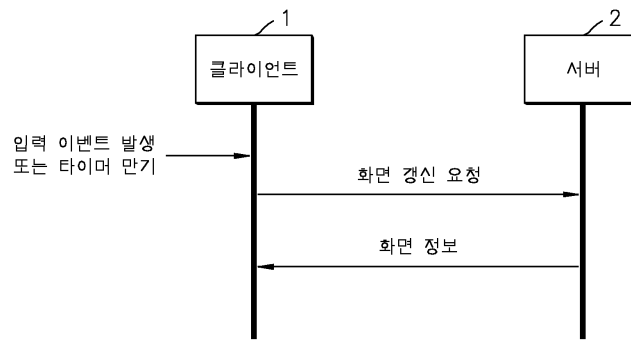 1
2
클라이언트
서버
입력 이벤트 발생
또는 타이머 만기
화면 갱신 요청
화면 정보